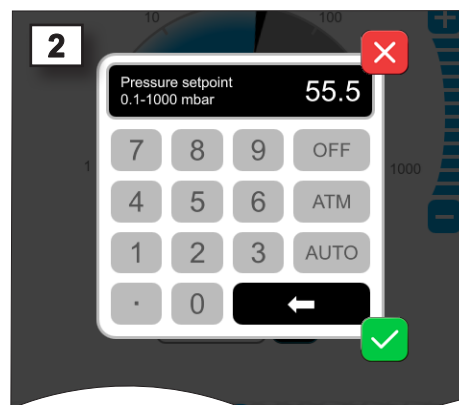 2
10
100
Pressure setpoint
0.1-1000 mbar
55.5
1
1000
7 8 9 OFF
4 5 6 ATM
1 2 3 AUTO
. 0